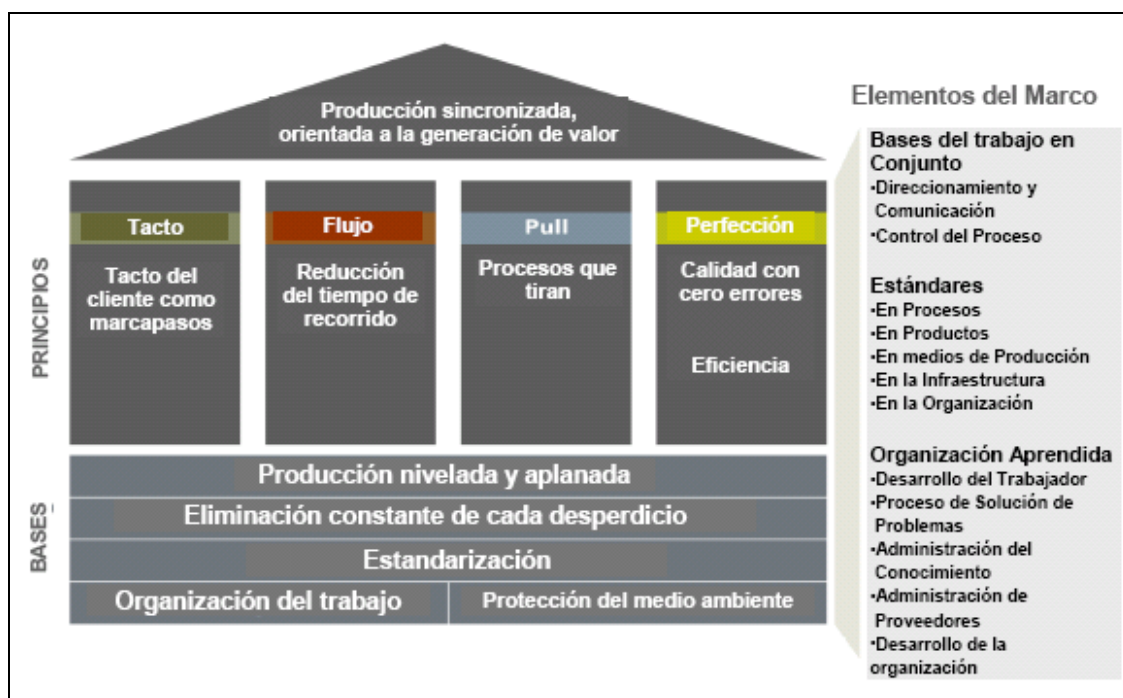 Producción sincronizada,
orientada a la generación de valor
PRINCIPIOS
Tacto
Tacto del
cliente como
marcapasos
Flujo
Reducción
del tiempo de
recorrido
Pull
Procesos que
tiran
Perfección
Calidad con
cero errores
Eficiencia
BASES
Producción nivelada y aplanada
Eliminación constante de cada desperdicio
Estandarización
Organización del trabajo
Protección del medio ambiente
Elementos del Marco
Bases del trabajo en
Conjunto
•Direccionamiento y
Comunicación
•Control del Proceso
Estándares
•En Procesos
•En Productos
•En medios de Producción
•En la Infraestructura
•En la Organización
Organización Aprendida
•Desarrollo del Trabajador
•Proceso de Solución de
Problemas
•Administración del
Conocimiento
•Administración de
Proveedores
•Desarrollo de la
organización